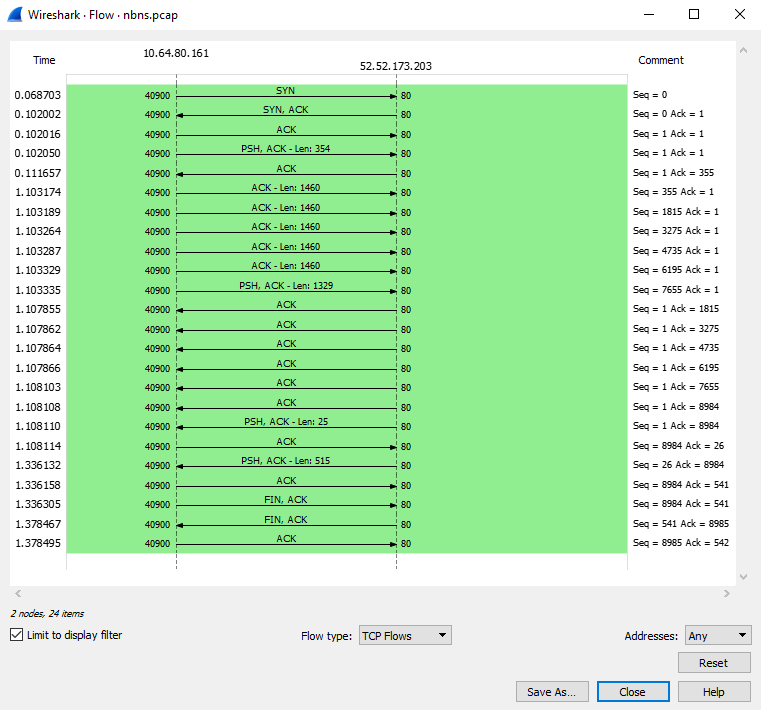 Wireshark · Flow · nbns.pcap
Time 10.64.80.161 52.52.173.203 Comment
0.068703 40900 SYN 80 Seq = 0
0.102002 40900 SYN, ACK 80 Seq = 0 Ack = 1
0.102016 40900 ACK 80 Seq = 1 Ack = 1
0.102050 40900 PSH, ACK - Len: 354 80 Seq = 1 Ack = 1
0.111657 40900 ACK 80 Seq = 1 Ack = 355
1.103174 40900 ACK - Len: 1460 80 Seq = 355 Ack = 1
1.103189 40900 ACK - Len: 1460 80 Seq = 1815 Ack = 1
1.103264 40900 ACK - Len: 1460 80 Seq = 3275 Ack = 1
1.103287 40900 ACK - Len: 1460 80 Seq = 4735 Ack = 1
1.103329 40900 ACK - Len: 1460 80 Seq = 6195 Ack = 1
1.103335 40900 PSH, ACK - Len: 1329 80 Seq = 7655 Ack = 1
1.107855 40900 ACK 80 Seq = 1 Ack = 1815
1.107862 40900 ACK 80 Seq = 1 Ack = 3275
1.107864 40900 ACK 80 Seq = 1 Ack = 4735
1.107866 40900 ACK 80 Seq = 1 Ack = 6195
1.108103 40900 ACK 80 Seq = 1 Ack = 7655
1.108108 40900 ACK 80 Seq = 1 Ack = 8984
1.108110 40900 PSH, ACK - Len: 25 80 Seq = 1 Ack = 8984
1.108114 40900 ACK 80 Seq = 8984 Ack = 26
1.336132 40900 PSH, ACK - Len: 515 80 Seq = 26 Ack = 8984
1.336158 40900 ACK 80 Seq = 8984 Ack = 541
1.336305 40900 FIN, ACK 80 Seq = 8984 Ack = 541
1.378467 40900 FIN, ACK 80 Seq = 541 Ack = 8985
1.378495 40900 ACK 80 Seq = 8985 Ack = 542
2 nodes, 24 items
Limit to display filter Flow type: TCP Flows Addresses: Any
Reset
Save As... Close Help